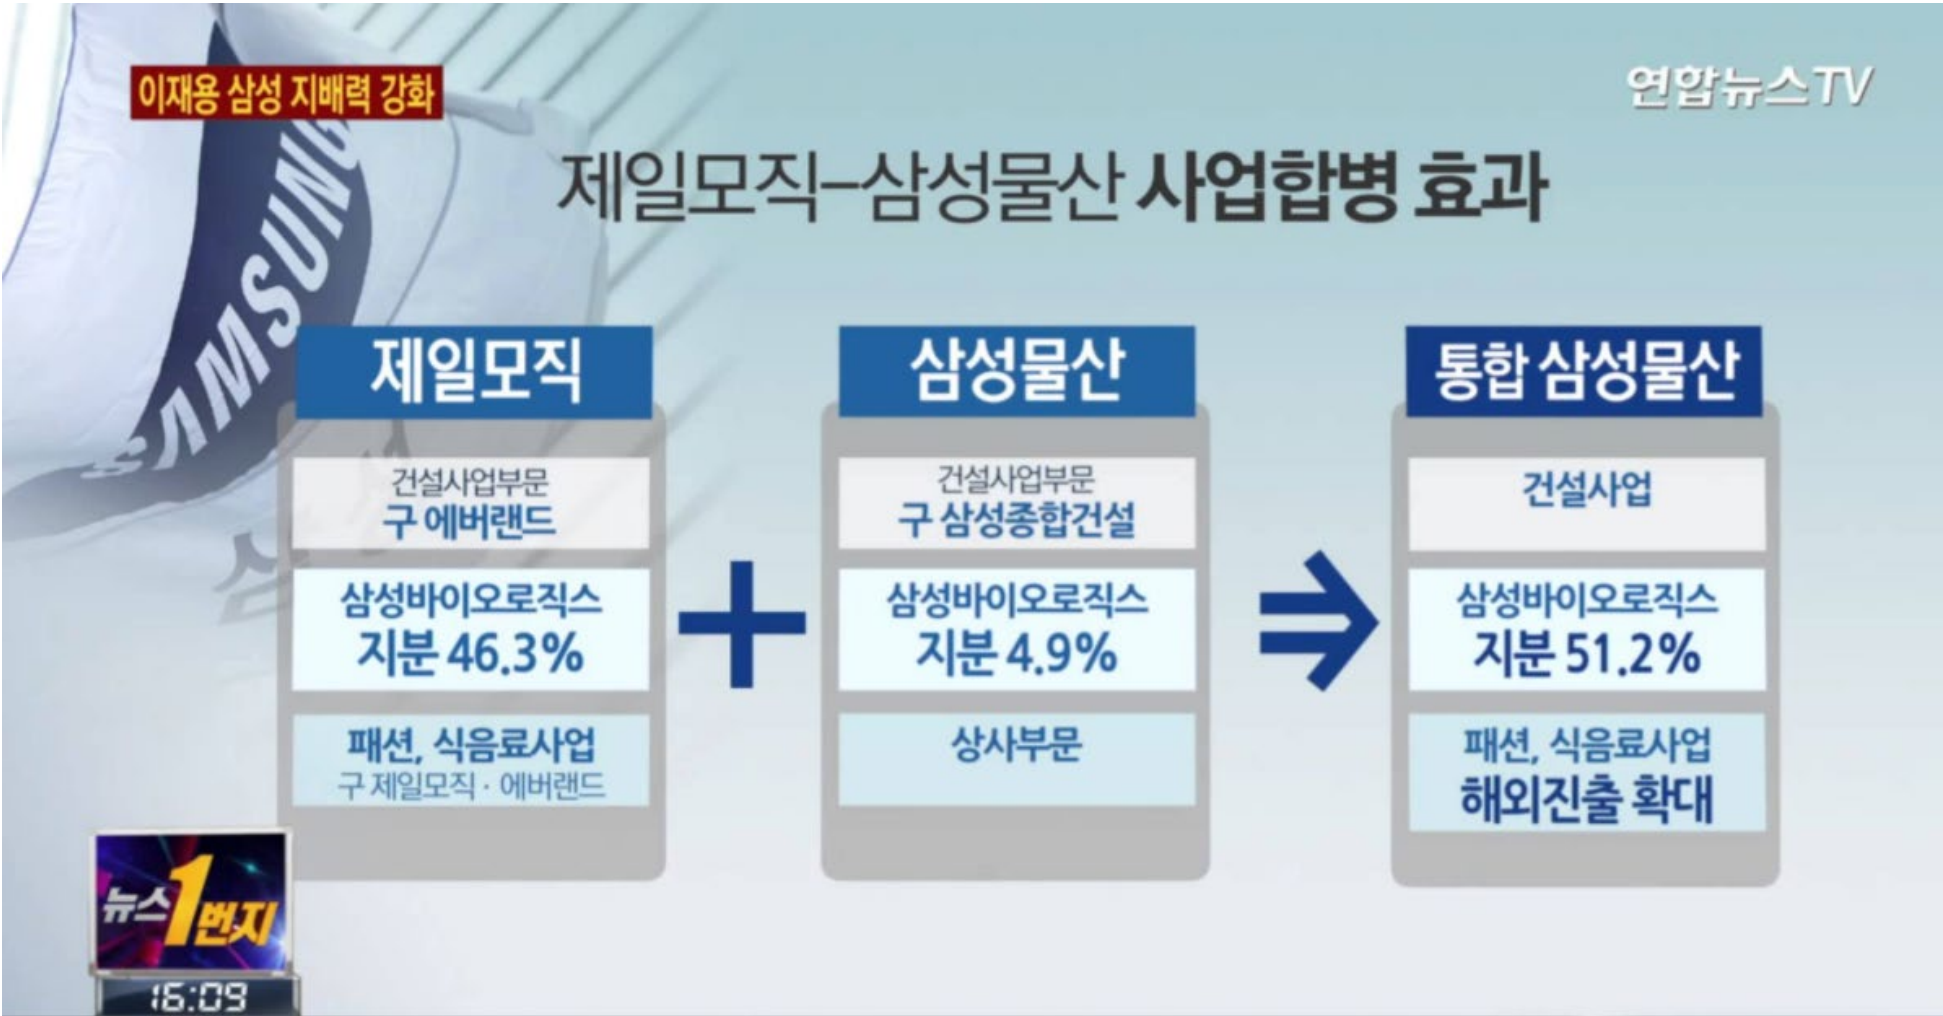 이재용 삼성 지배력 강화
연합뉴스TV
제일모직-삼성물산 사업합병 효과
SAMSUNG
제일모직
건설사업부문
구 에버랜드
삼성바이오로직스
지분 46.3%
패션, 식음료사업
구 제일모직 · 에버랜드
삼성물산
건설사업부문
구 삼성종합건설
삼성바이오로직스
지분 4.9%
상사부문
통합 삼성물산
건설사업
삼성바이오로직스
지분 51.2%
패션, 식음료사업
해외진출 확대
뉴스1번지
16:09